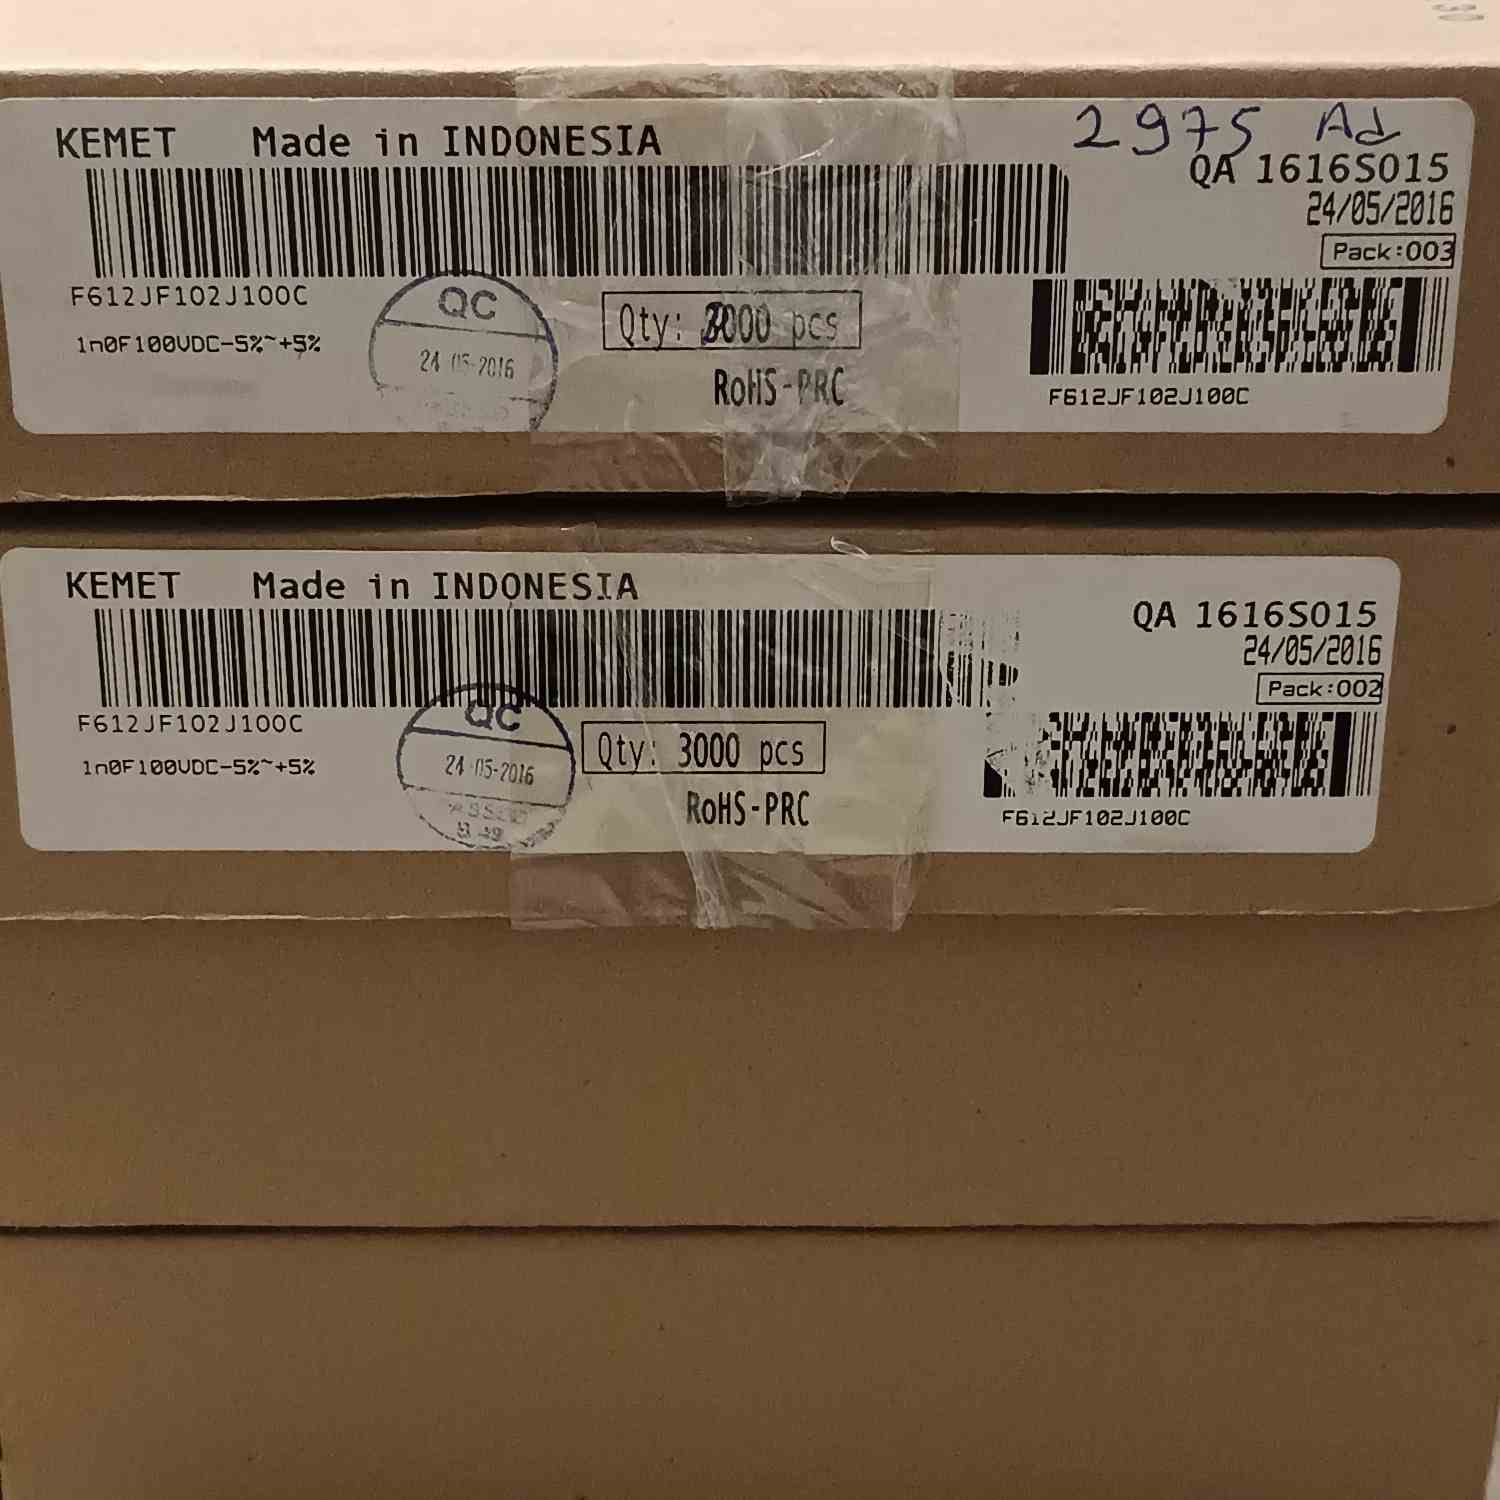 2975 Ad
KEMET Made in INDONESIA
QA 1616S015
24/05/2016
Pack:003
F612JF102J100C
QC
Qty: 3000 pcs
1n0F100VDC-5%~+5%
24-05-2016
RoHS-PRC
F612JF102J100C
KEMET Made in INDONESIA
QA 1616S015
24/05/2016
Pack:002
F612JF102J100C
QC
Qty: 3000 pcs
1n0F100VDC-5%~+5%
24-05-2016
RoHS-PRC
F612JF102J100C